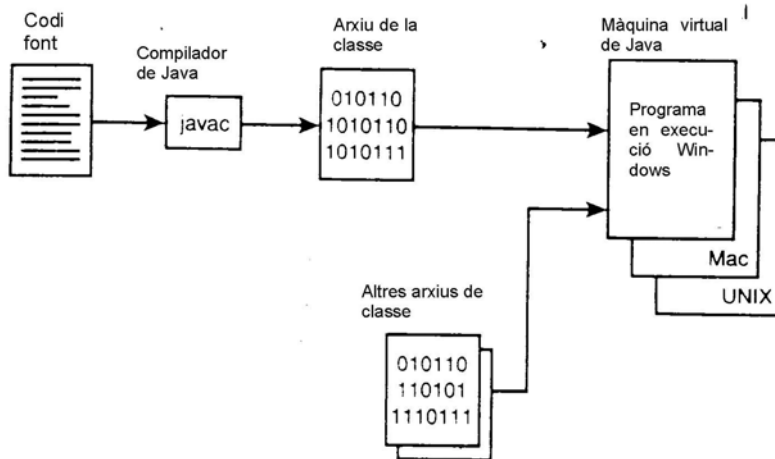 Codi
font
Compilador
de Java
javac
Arxiu de la
classe
010110
1010110
1010111
Màquina virtual
de Java
Programa
en execu-
ció Win-
dows
Mac
UNIX
Altres arxius de
classe
010110
110101
1110111